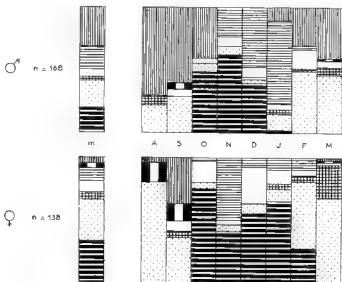 ♂ n = 168
m A S O N D J F M
♀ n = 138